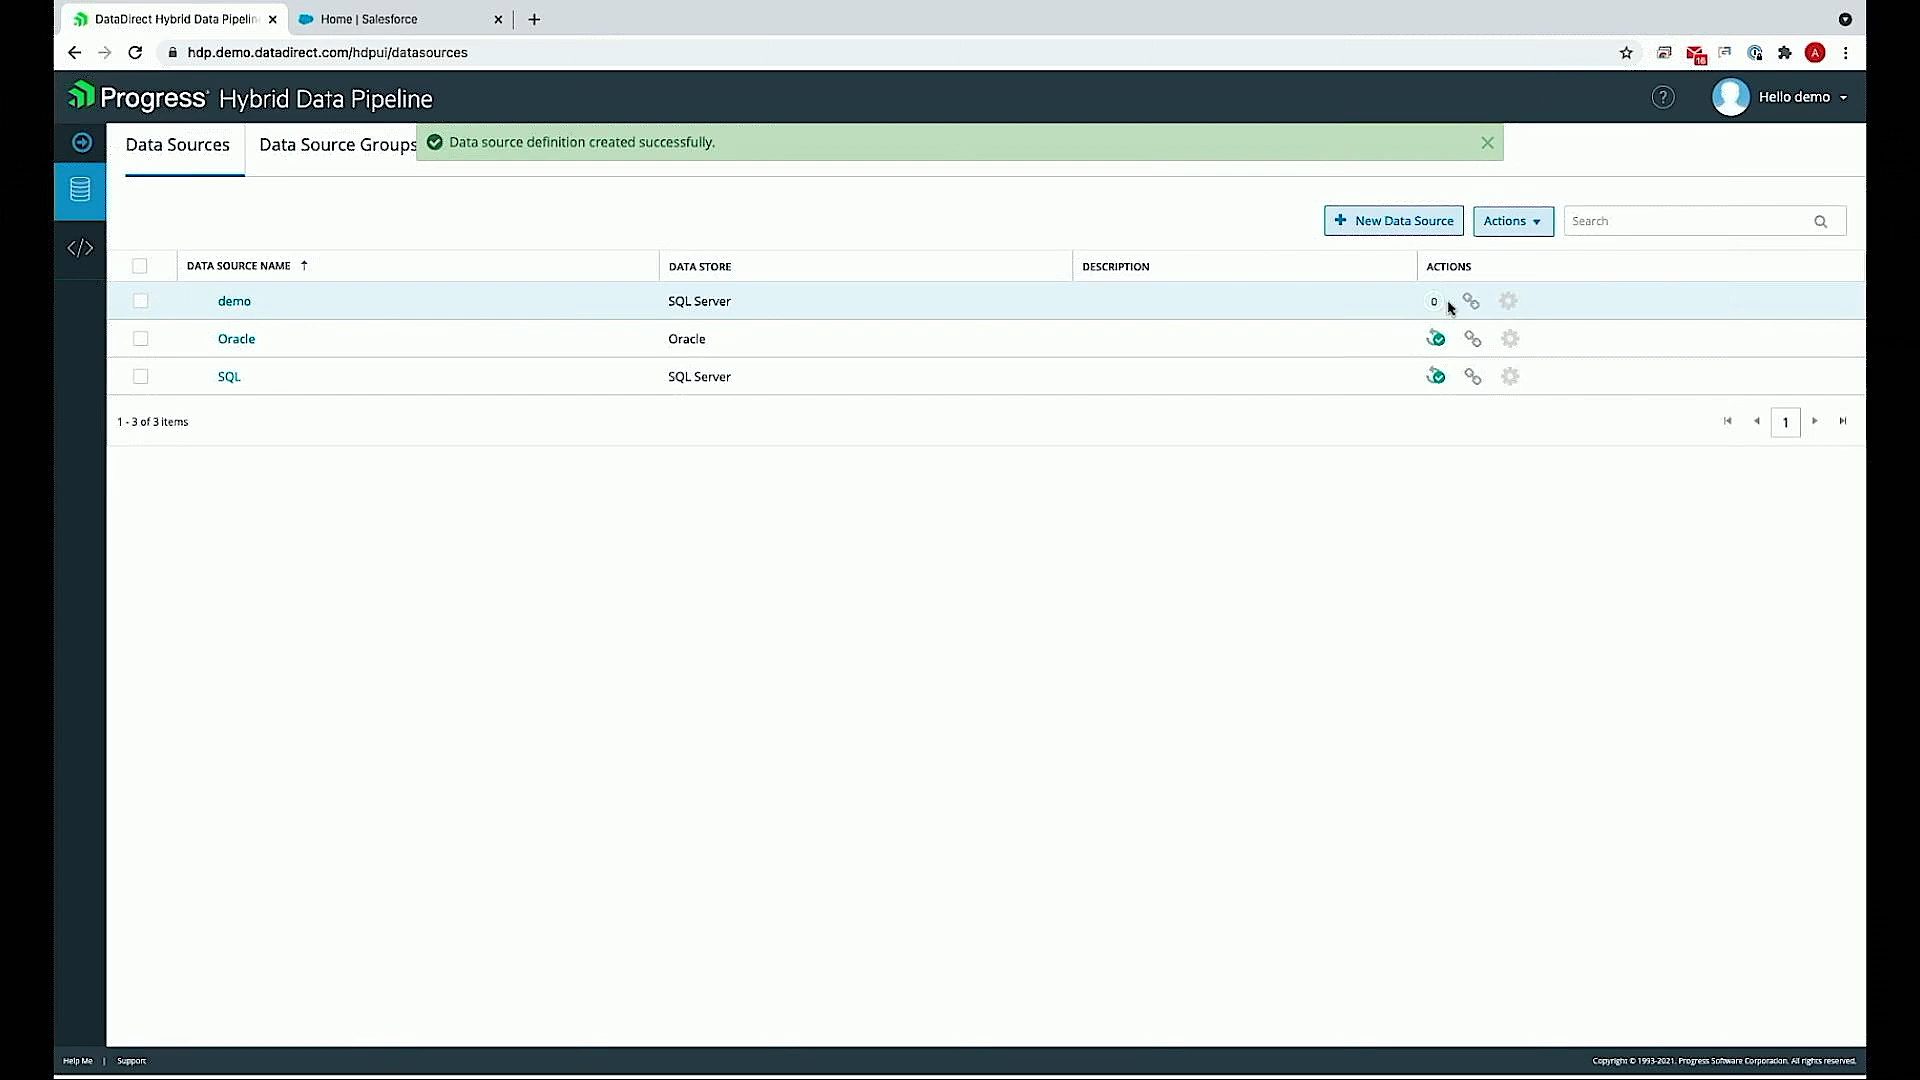 DataDirect Hybrid Data Pipelin
Home | Salesforce
hdp.demo.datadirect.com/hdpui/datasources
16
A
Progress Hybrid Data Pipeline
?
Hello demo
Data Sources
Data Source Groups
Data source definition created successfully.
</>
New Data Source
Actions
Search
DATA SOURCE NAME
DATA STORE
DESCRIPTION
ACTIONS
demo
SQL Server
0
Oracle
Oracle
SQL
SQL Server
1 - 3 of 3 items
1
Help Me | Support
Copyright © 1993-2021. Progress Software Corporation. All rights reserved.